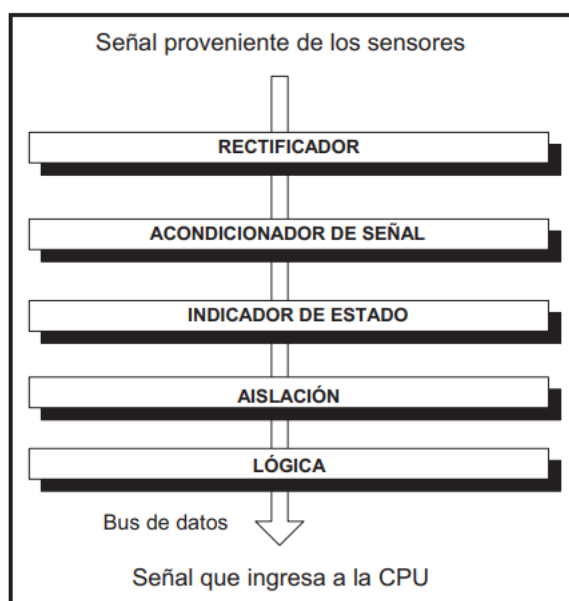 Señal proveniente de los sensores
RECTIFICADOR
ACONDICIONADOR DE SEÑAL
INDICADOR DE ESTADO
AISLACIÓN
LÓGICA
Bus de datos
Señal que ingresa a la CPU